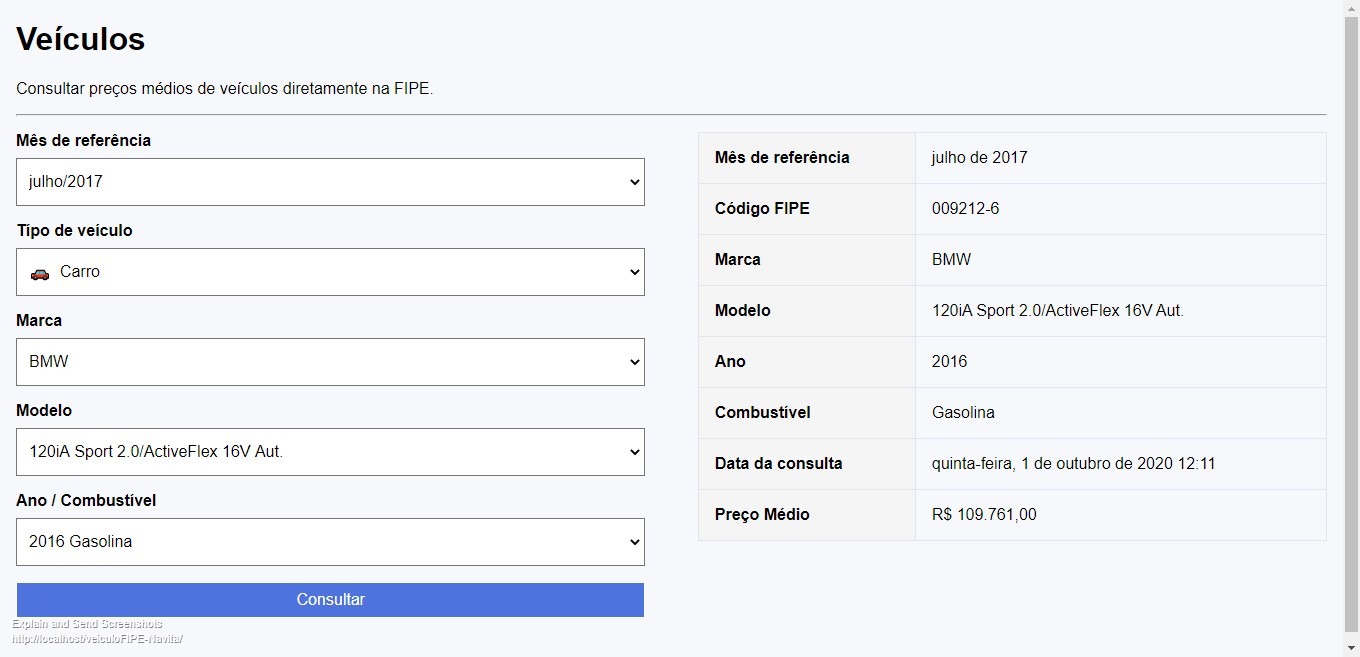 Veículos
Consultar preços médios de veículos diretamente na FIPE.
Mês de referência
julho/2017
Tipo de veículo
Carro
Marca
BMW
Modelo
120iA Sport 2.0/ActiveFlex 16V Aut.
Ano / Combustível
2016 Gasolina
Consultar
Mês de referência julho de 2017
Código FIPE 009212-6
Marca BMW
Modelo 120iA Sport 2.0/ActiveFlex 16V Aut.
Ano 2016
Combustível Gasolina
Data da consulta quinta-feira, 1 de outubro de 2020 12:11
Preço Médio R$ 109.761,00
Explain and Send Screenshots
http://localhost/veiculoFIPE-Navita/